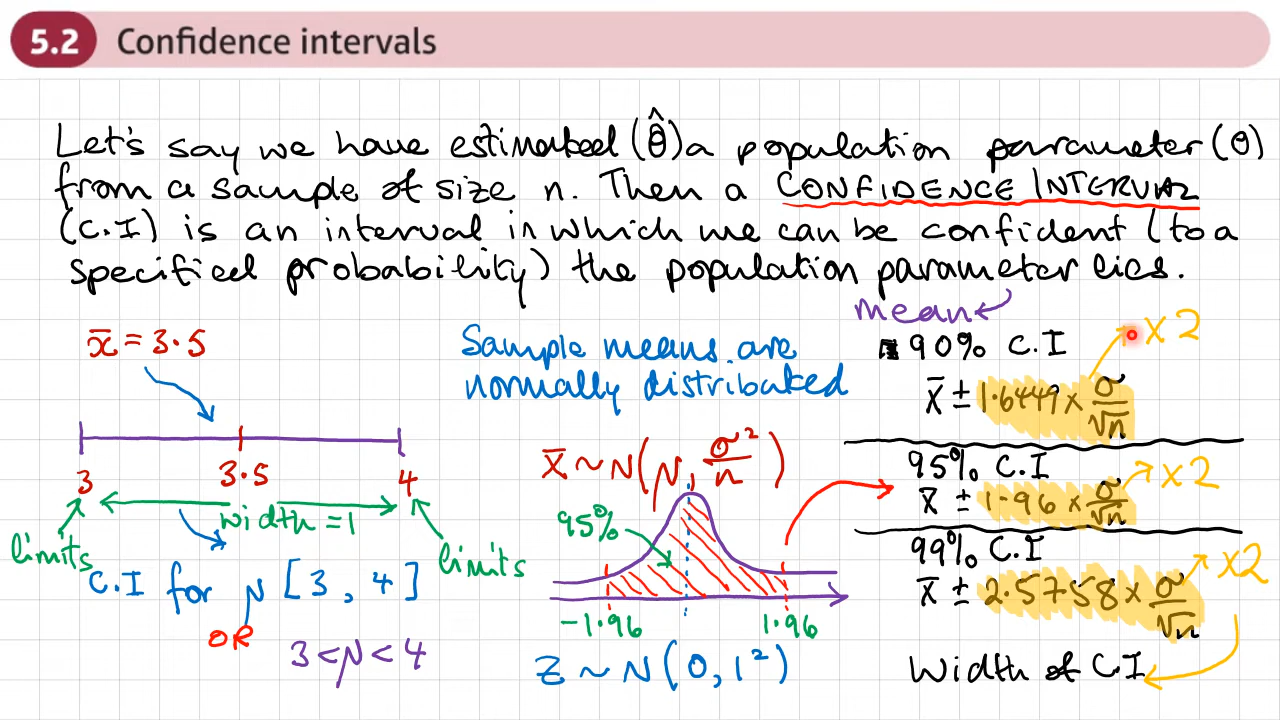 5.2 Confidence intervals
Let's say we have estimated (θ̂) a population parameter (θ)
from a sample of size n. Then a CONFIDENCE INTERVAL
(C.I) is an interval in which we can be confident (to a
specified probability) the population parameter lies.
mean
x̄ = 3.5
3
3.5
4
width = 1
limits
limits
C.I for μ [3, 4]
OR
3 < μ < 4
Sample means are
normally distributed
X̄ ~ N(μ, σ²/n)
95%
-1.96
1.96
Z ~ N(0, 1²)
90% C.I
x̄ ± 1.6449 × σ/√n
×2
95% C.I
x̄ ± 1.96 × σ/√n
×2
99% C.I
x̄ ± 2.5758 × σ/√n
×2
Width of C.I